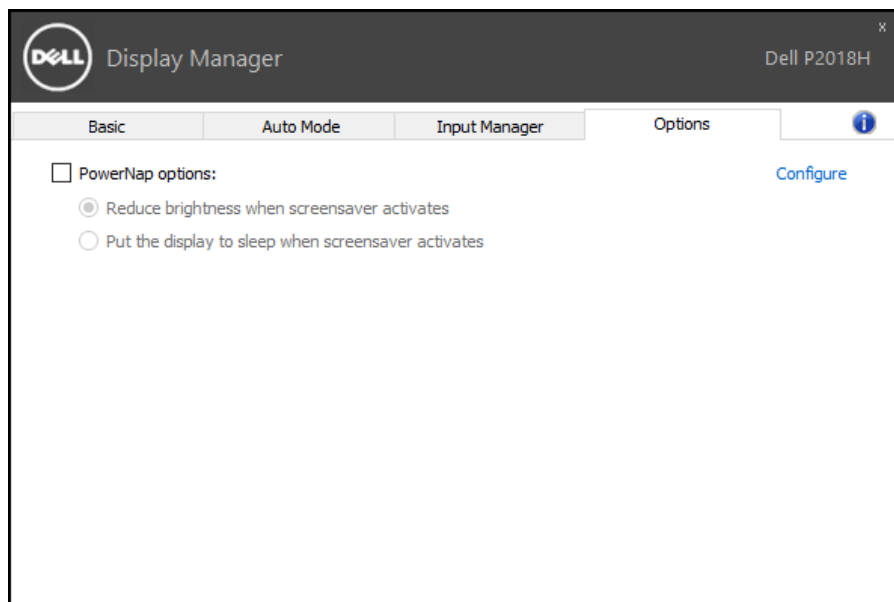 x
DELL Display Manager Dell P2018H
Basic Auto Mode Input Manager Options i
PowerNap options: Configure
Reduce brightness when screensaver activates
Put the display to sleep when screensaver activates